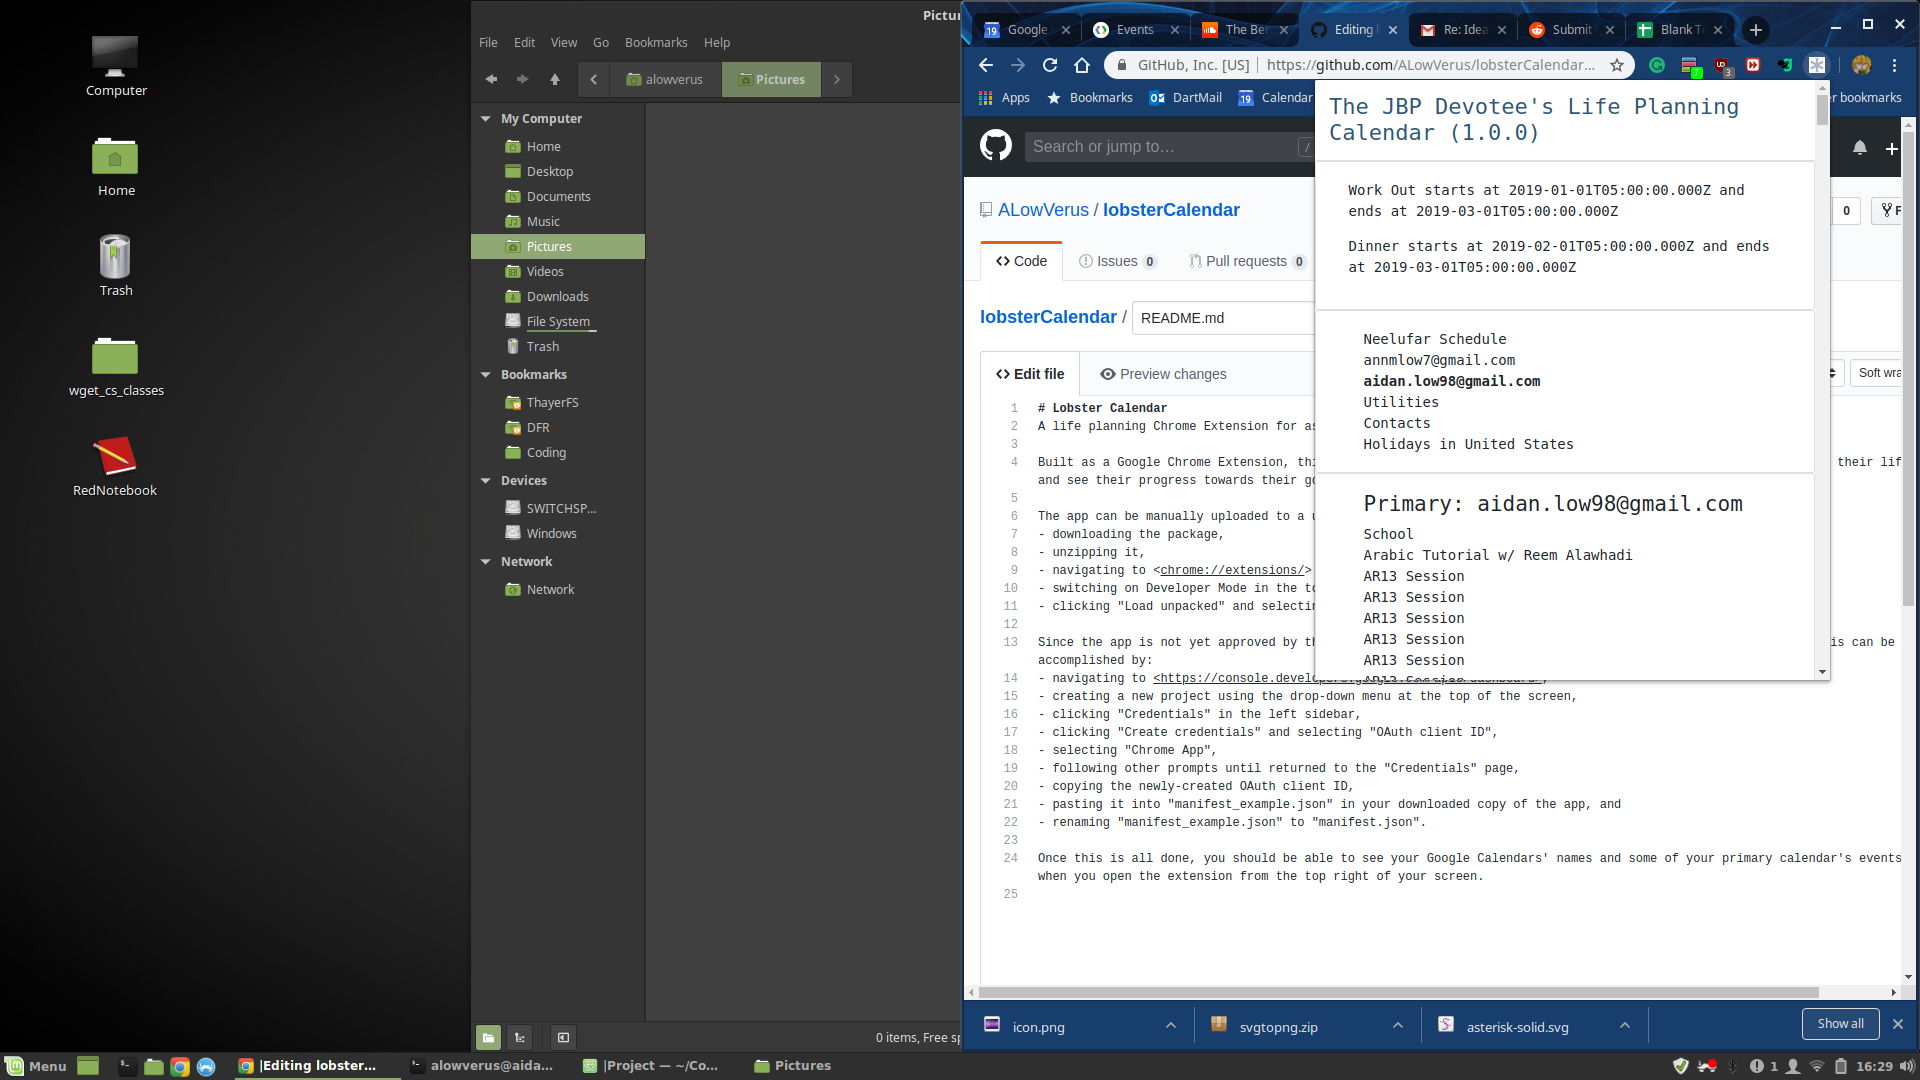 Computer
Home
Trash
wget_cs_classes
RedNotebook
File Edit View Go Bookmarks Help
alowverus Pictures
My Computer
Home
Desktop
Documents
Music
Pictures
Videos
Downloads
File System
Trash
Bookmarks
ThayerFS
DFR
Coding
Devices
SWITCHSP...
Windows
Network
Network
0 items, Free
Google Events The Editing Re: Idea Submit Blank
GitHub, Inc. [US] | https://github.com/ALowVerus/lobsterCalendar...
Apps Bookmarks DartMail Calendar bookmarks
Search or jump to... /
ALowVerus / lobsterCalendar
0
Code Issues 0 Pull requests 0
lobsterCalendar / README.md
Edit file Preview changes Soft
1 # Lobster Calendar
2 A life planning Chrome Extension for
3
4 Built as a Google Chrome Extension, their
and see their progress towards their
5
6 The app can be manually uploaded to a
7 - downloading the package,
8 - unzipping it,
9 - navigating to <chrome://extensions/>
10 - switching on Developer Mode in the
11 - clicking "Load unpacked" and
12
13 Since the app is not yet approved by can be
accomplished by:
14 - navigating to
15 - creating a new project using the drop-down menu at the top of the screen,
16 - clicking "Credentials" in the left sidebar,
17 - clicking "Create credentials" and selecting "OAuth client ID",
18 - selecting "Chrome App",
19 - following other prompts until returned to the "Credentials" page,
20 - copying the newly-created OAuth client ID,
21 - pasting it into "manifest_example.json" in your downloaded copy of the app, and
22 - renaming "manifest_example.json" to "manifest.json".
23
24 Once this is all done, you should be able to see your Google Calendars' names and some of your primary calendar's events
when you open the extension from the top right of your screen.
25
The JBP Devotee's Life Planning
Calendar (1.0.0)
Work Out starts at 2019-01-01T05:00:00.000Z and
ends at 2019-03-01T05:00:00.000Z
Dinner starts at 2019-02-01T05:00:00.000Z and ends
at 2019-03-01T05:00:00.000Z
Neelufar Schedule
annmlow7@gmail.com
aidan.low98@gmail.com
Utilities
Contacts
Holidays in United States
Primary: aidan.low98@gmail.com
School
Arabic Tutorial w/ Reem Alawhadi
AR13 Session
AR13 Session
AR13 Session
AR13 Session
AR13 Session
icon.png svgtopng.zip asterisk-solid.svg Show all
Menu |Editing lobster... alowverus@aida... |Project — ~/Co... Pictures 1 16:29